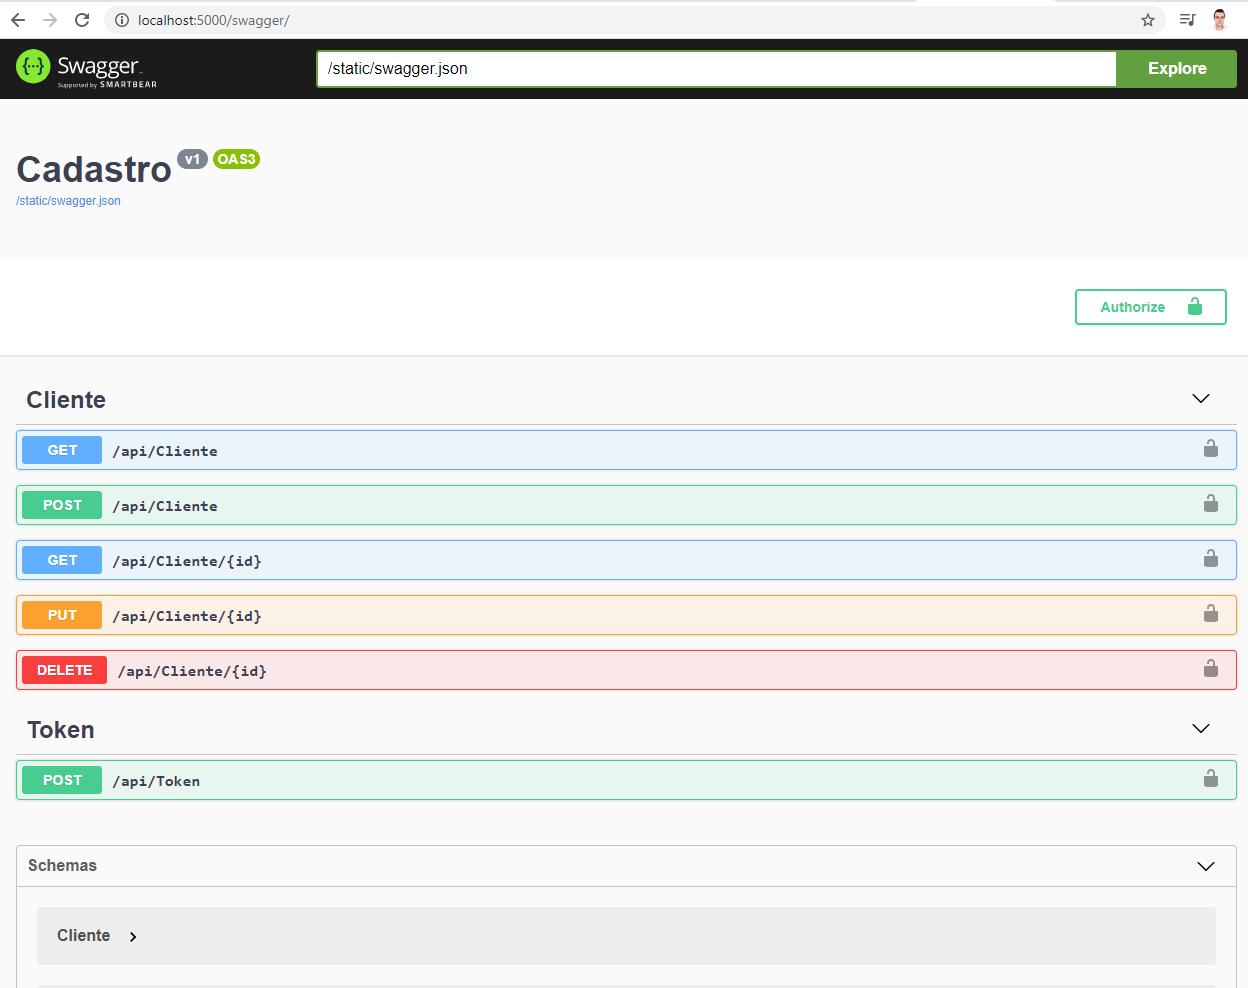 localhost:5000/swagger/
Swagger
Supported by SMARTBEAR
/static/swagger.json
Explore
Cadastro v1 OAS3
/static/swagger.json
Authorize
Cliente
GET /api/Cliente
POST /api/Cliente
GET /api/Cliente/{id}
PUT /api/Cliente/{id}
DELETE /api/Cliente/{id}
Token
POST /api/Token
Schemas
Cliente